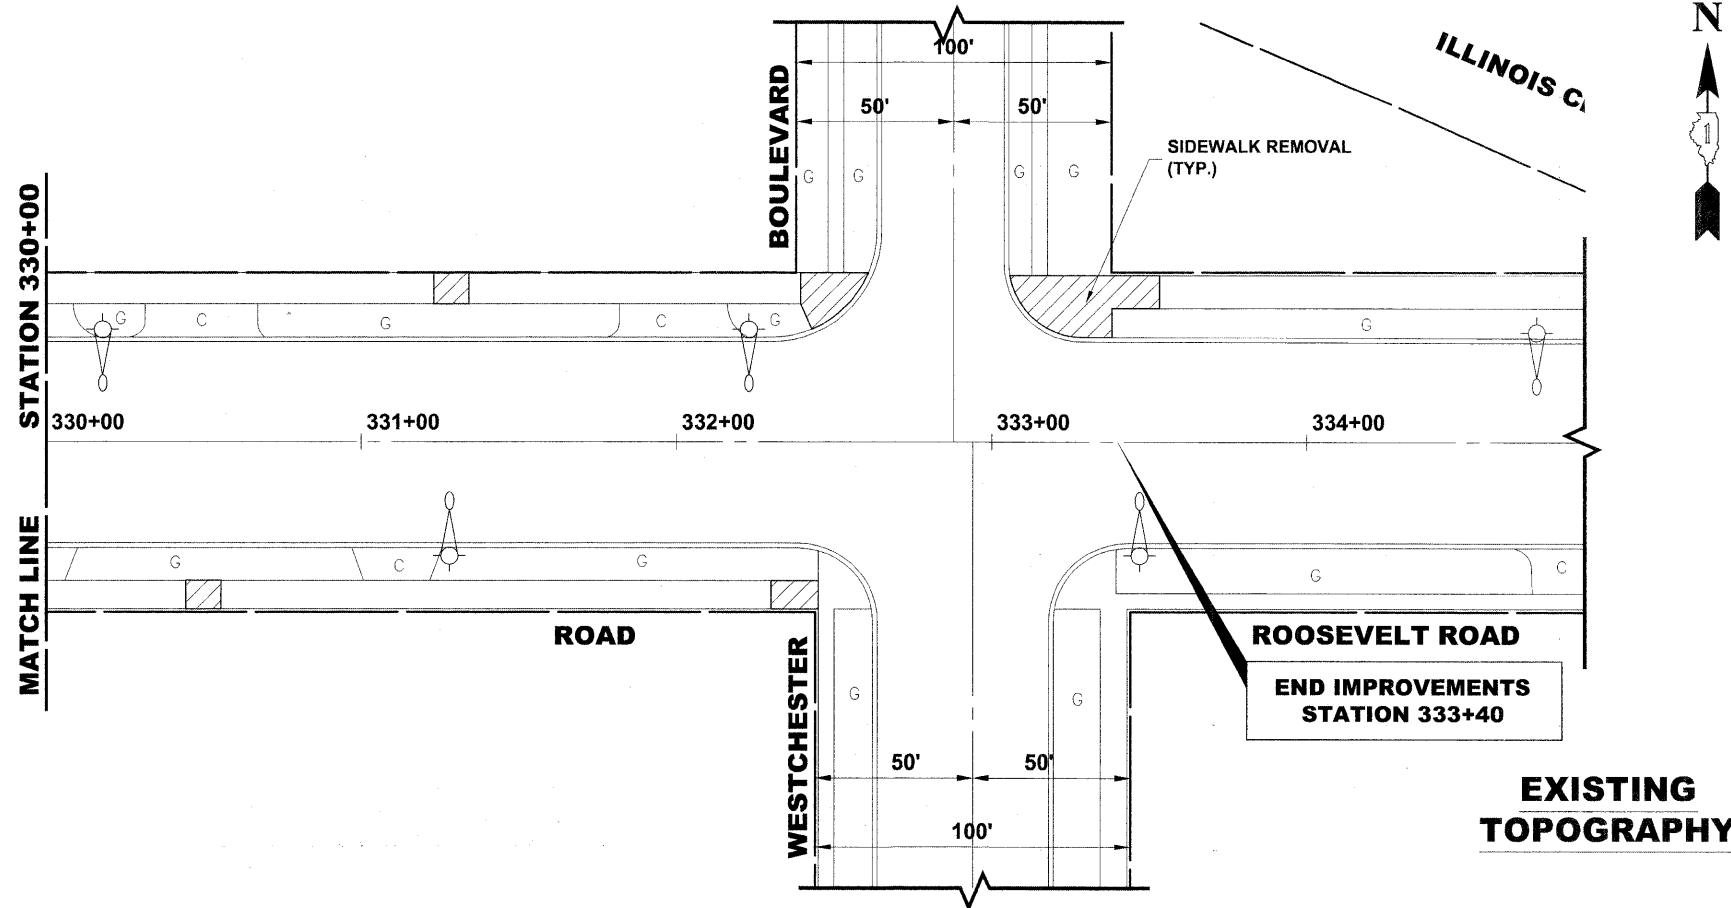 N
100'
ILLINOIS
50'
50'
BOULEVARD
SIDEWALK REMOVAL
(TYP.)
G
G
G
G
STATION 330+00
G
C
G
C
G
G
330+00
331+00
332+00
333+00
334+00
MATCH LINE
G
C
G
G
C
ROAD
ROOSEVELT ROAD
WESTCHESTER
G
G
END IMPROVEMENTS
STATION 333+40
50'
50'
100'
EXISTING
TOPOGRAPHY